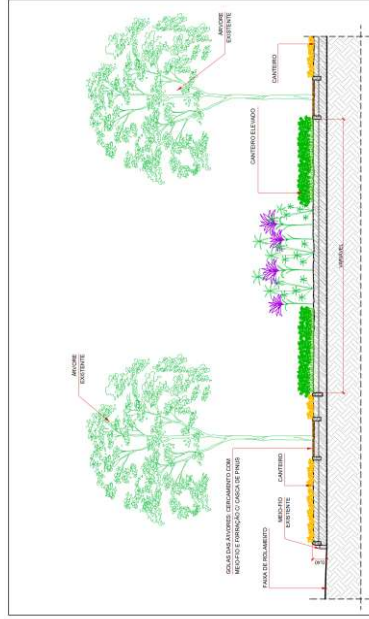 ÁRVORE
EXISTENTE
ÁRVORE
EXISTENTE
GOLAS DAS ÁRVORES: CERCAMENTO COM
MEIO-FIO E FORRAÇÃO C/ CASCA DE PINUS
CANTEIRO
MEIO-FIO
EXISTENTE
FAIXA DE ROLAMENTO
CANTEIRO ELEVADO
CANTEIRO
VARIÁVEL